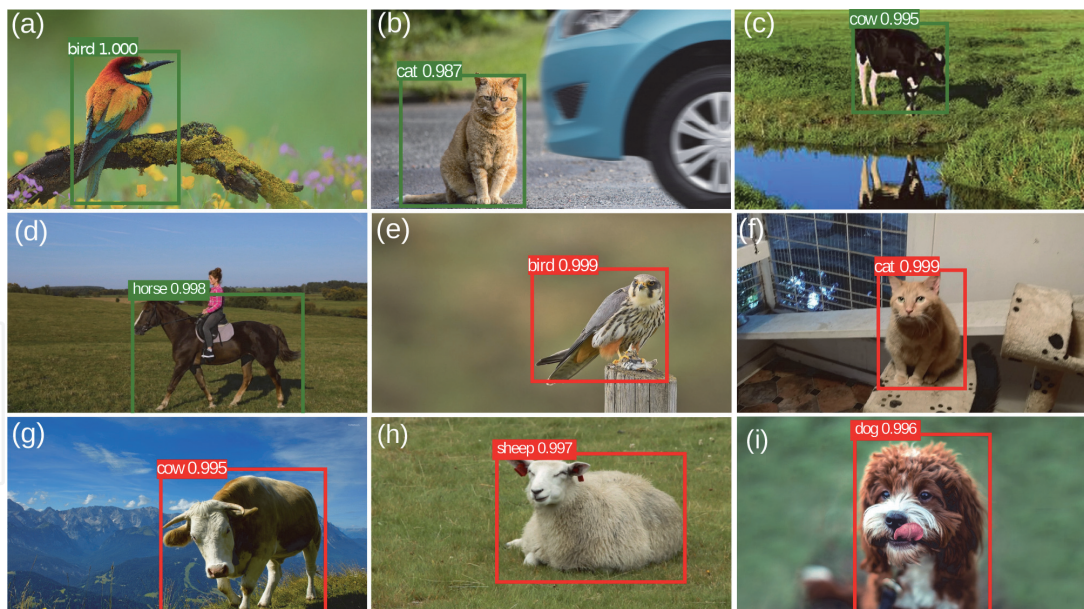 (a)
bird 1.000
(b)
cat 0.987
(c)
cow 0.995
(d)
horse 0.998
(e)
bird 0.999
(f)
cat 0.999
(g)
cow 0.995
(h)
sheep 0.997
(i)
dog 0.996